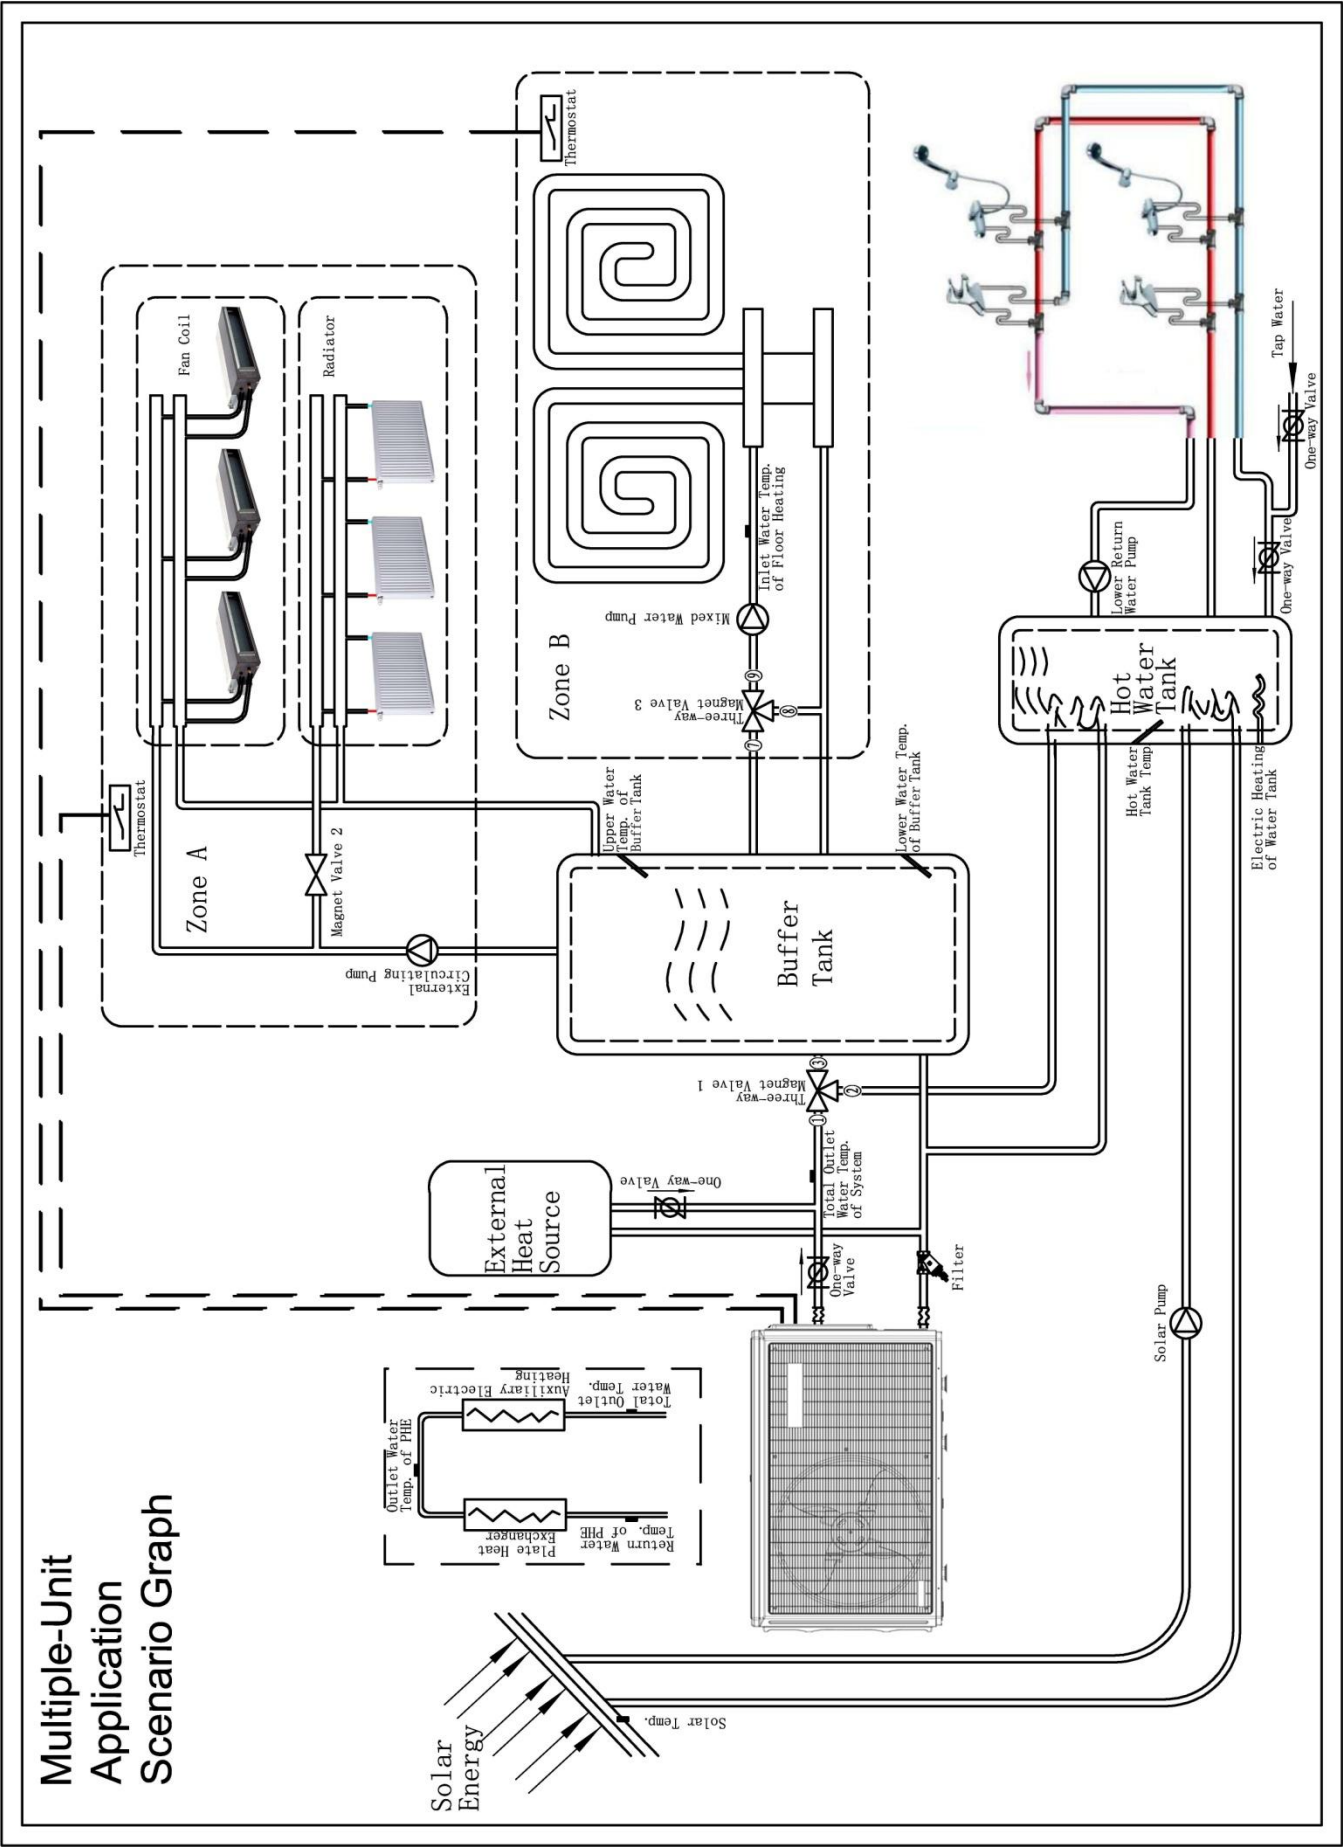 Multiple-Unit
Application
Scenario Graph
Solar
Energy
Solar Temp.
Outlet Water
Temp. of PHE
Plate Heat
Exchanger
Return Water
Temp. of PHE
Auxiliary Electric
Heating
Total Outlet
Water Temp.
External
Heat
Source
One-way Valve
One-way
Valve
Filter
Total Outlet
Water Temp.
of System
Three-way
Magnet Valve 1
①
②
③
Solar Pump
Buffer
Tank
Upper Water
Temp. of
Buffer Tank
Lower Water Temp.
of Buffer Tank
Zone A
Thermostat
External
Circulating Pump
Magnet Valve 2
Fan Coil
Radiator
Zone B
Thermostat
Three-way
Magnet Valve 3
⑦
⑧
⑨
Mixed Water Pump
Inlet Water Temp.
of Floor Heating
Hot
Water
Tank
Hot Water
Tank Temp
Electric Heating
of Water Tank
Lower Return
Water Pump
One-way Valve
One-way Valve
Tap Water